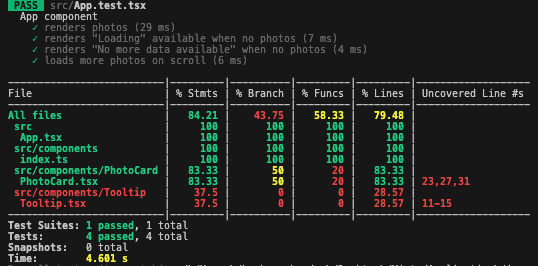 PASS src/App.test.tsx
App component
✓ renders photos (29 ms)
✓ renders "Loading" available when no photos (7 ms)
✓ renders "No more data available" when no photos (4 ms)
✓ loads more photos on scroll (6 ms)
File | % Stmts | % Branch | % Funcs | % Lines | Uncovered Line #s
All files | 84.21 | 43.75 | 58.33 | 79.48 |
src | 100 | 100 | 100 | 100 |
App.tsx | 100 | 100 | 100 | 100 |
src/components | 100 | 100 | 100 | 100 |
index.ts | 100 | 100 | 100 | 100 |
src/components/PhotoCard | 83.33 | 50 | 20 | 83.33 |
PhotoCard.tsx | 83.33 | 50 | 20 | 83.33 | 23,27,31
src/components/Tooltip | 37.5 | 0 | 0 | 28.57 |
Tooltip.tsx | 37.5 | 0 | 0 | 28.57 | 11-15
Test Suites: 1 passed, 1 total
Tests: 4 passed, 4 total
Snapshots: 0 total
Time: 4.601 s